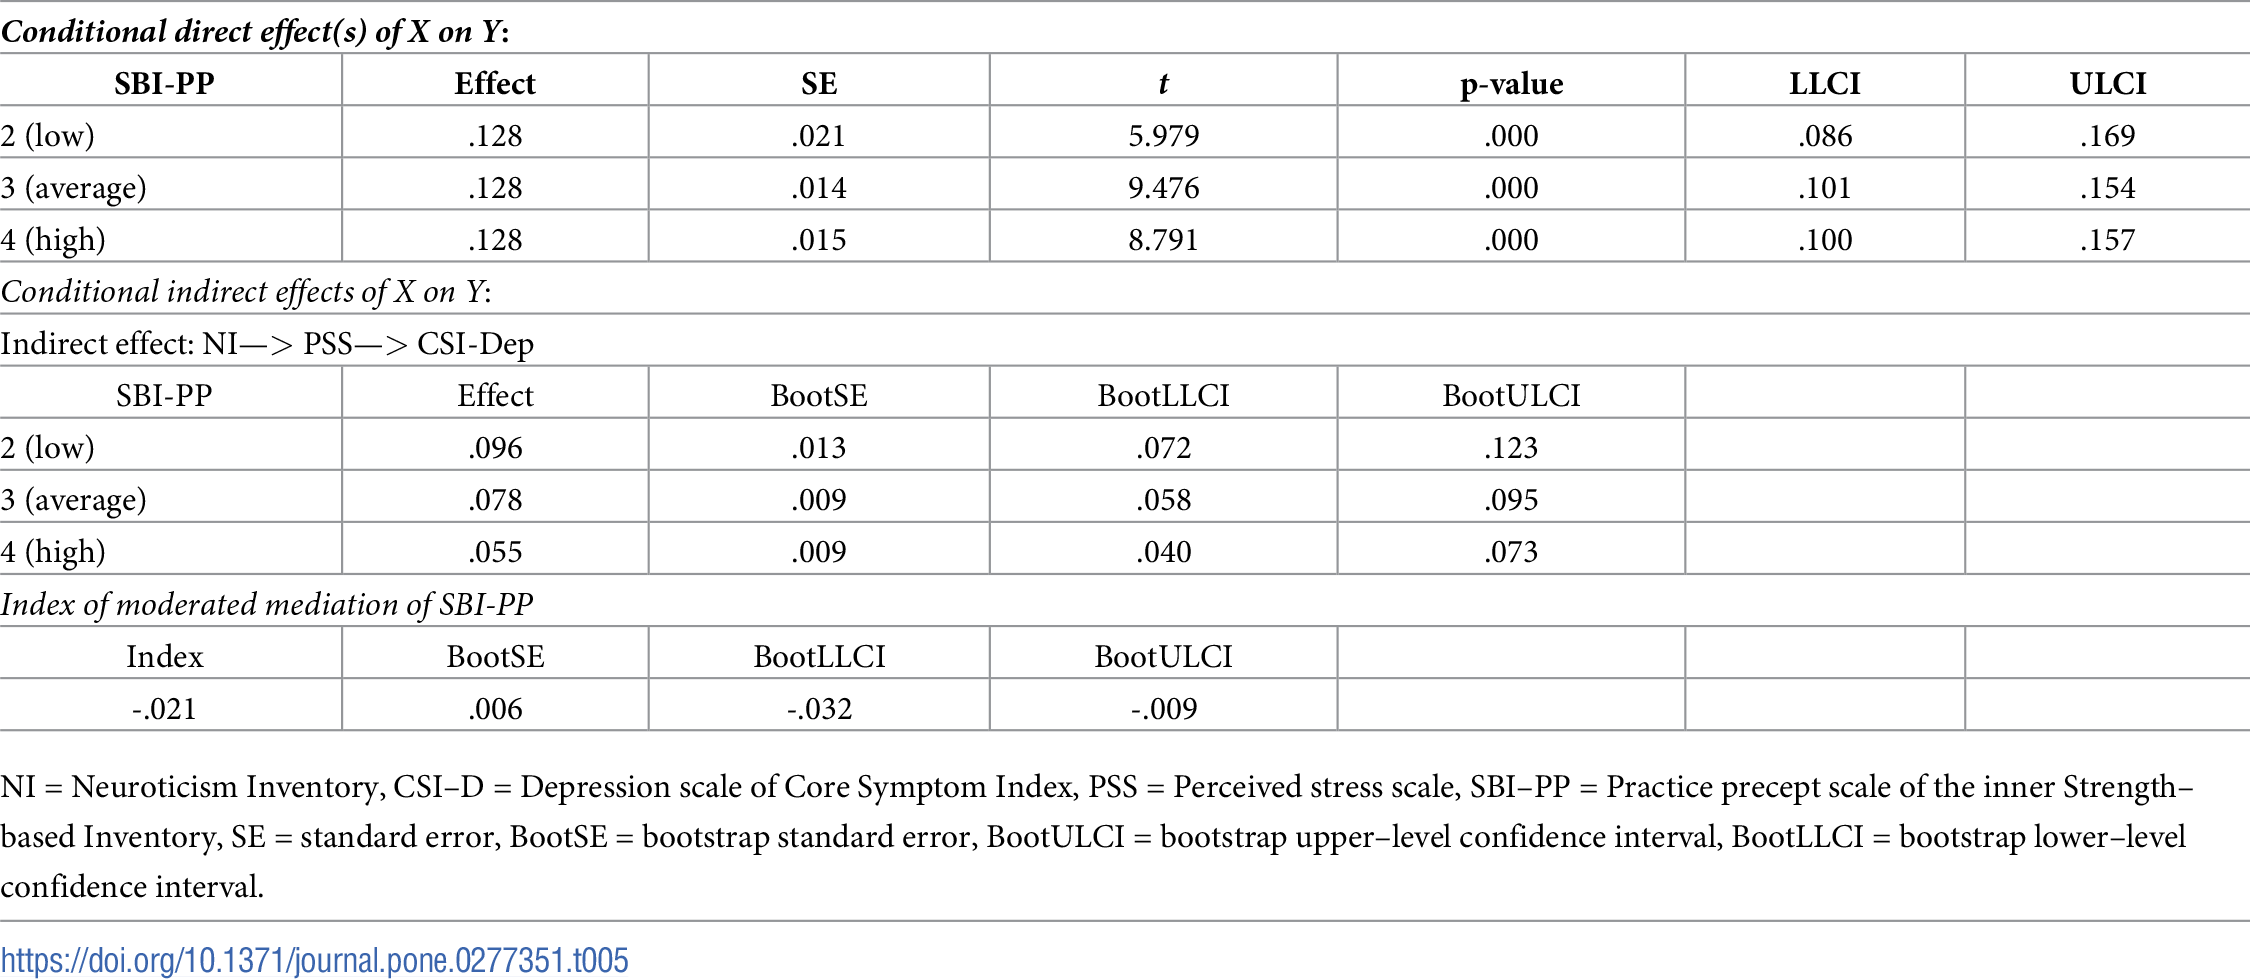 Conditional direct effect(s) of X on Y:
SBI-PP Effect SE t p-value LLCI ULCI
2 (low) .128 .021 5.979 .000 .086 .169
3 (average) .128 .014 9.476 .000 .101 .154
4 (high) .128 .015 8.791 .000 .100 .157
Conditional indirect effects of X on Y:
Indirect effect: NI—> PSS—> CSI-Dep
SBI-PP Effect BootSE BootLLCI BootULCI
2 (low) .096 .013 .072 .123
3 (average) .078 .009 .058 .095
4 (high) .055 .009 .040 .073
Index of moderated mediation of SBI-PP
Index BootSE BootLLCI BootULCI
-.021 .006 -.032 -.009
NI = Neuroticism Inventory, CSI–D = Depression scale of Core Symptom Index, PSS = Perceived stress scale, SBI–PP = Practice precept scale of the inner Strength–
based Inventory, SE = standard error, BootSE = bootstrap standard error, BootULCI = bootstrap upper–level confidence interval, BootLLCI = bootstrap lower–level
confidence interval.
https://doi.org/10.1371/journal.pone.0277351.t005